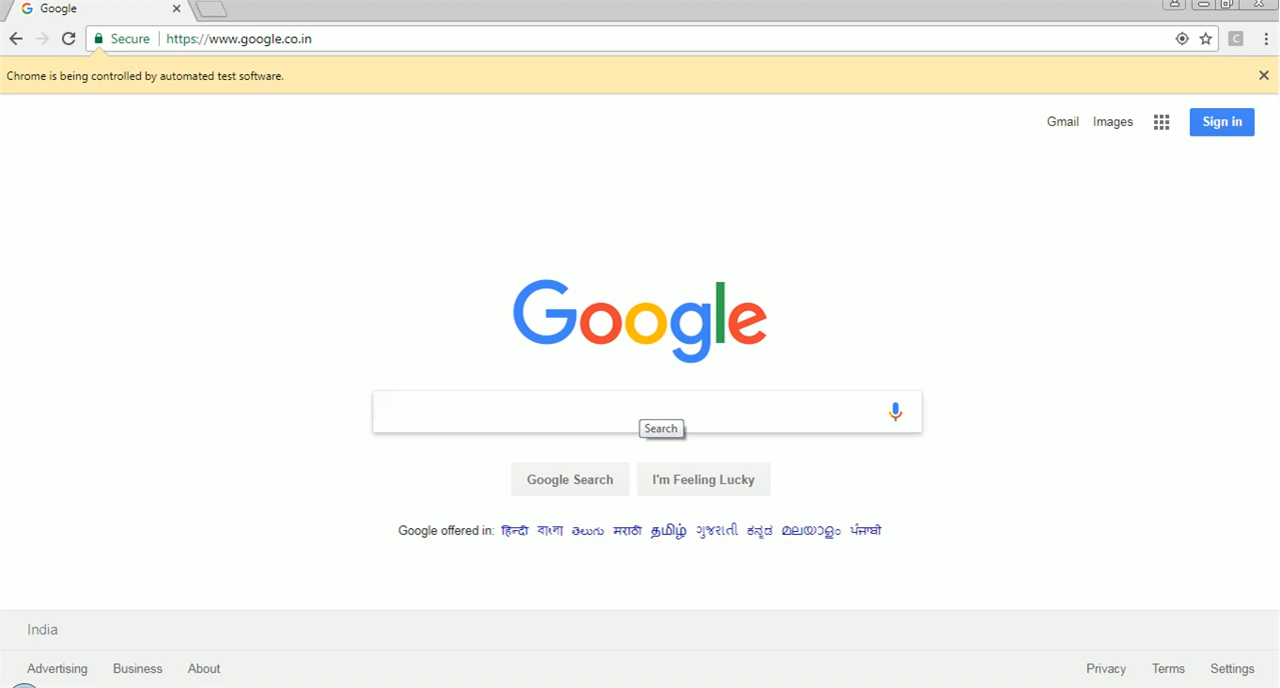 Google
Secure https://www.google.co.in
C
Chrome is being controlled by automated test software.
Gmail Images Sign in
Google
Search
Google Search I'm Feeling Lucky
Google offered in: हिन्दी বাংলা తెలుగు मराठी தமிழ் ગુજરાતી ಕನ್ನಡ മലയാളം ਪੰਜਾਬੀ
India
Advertising Business About Privacy Terms Settings